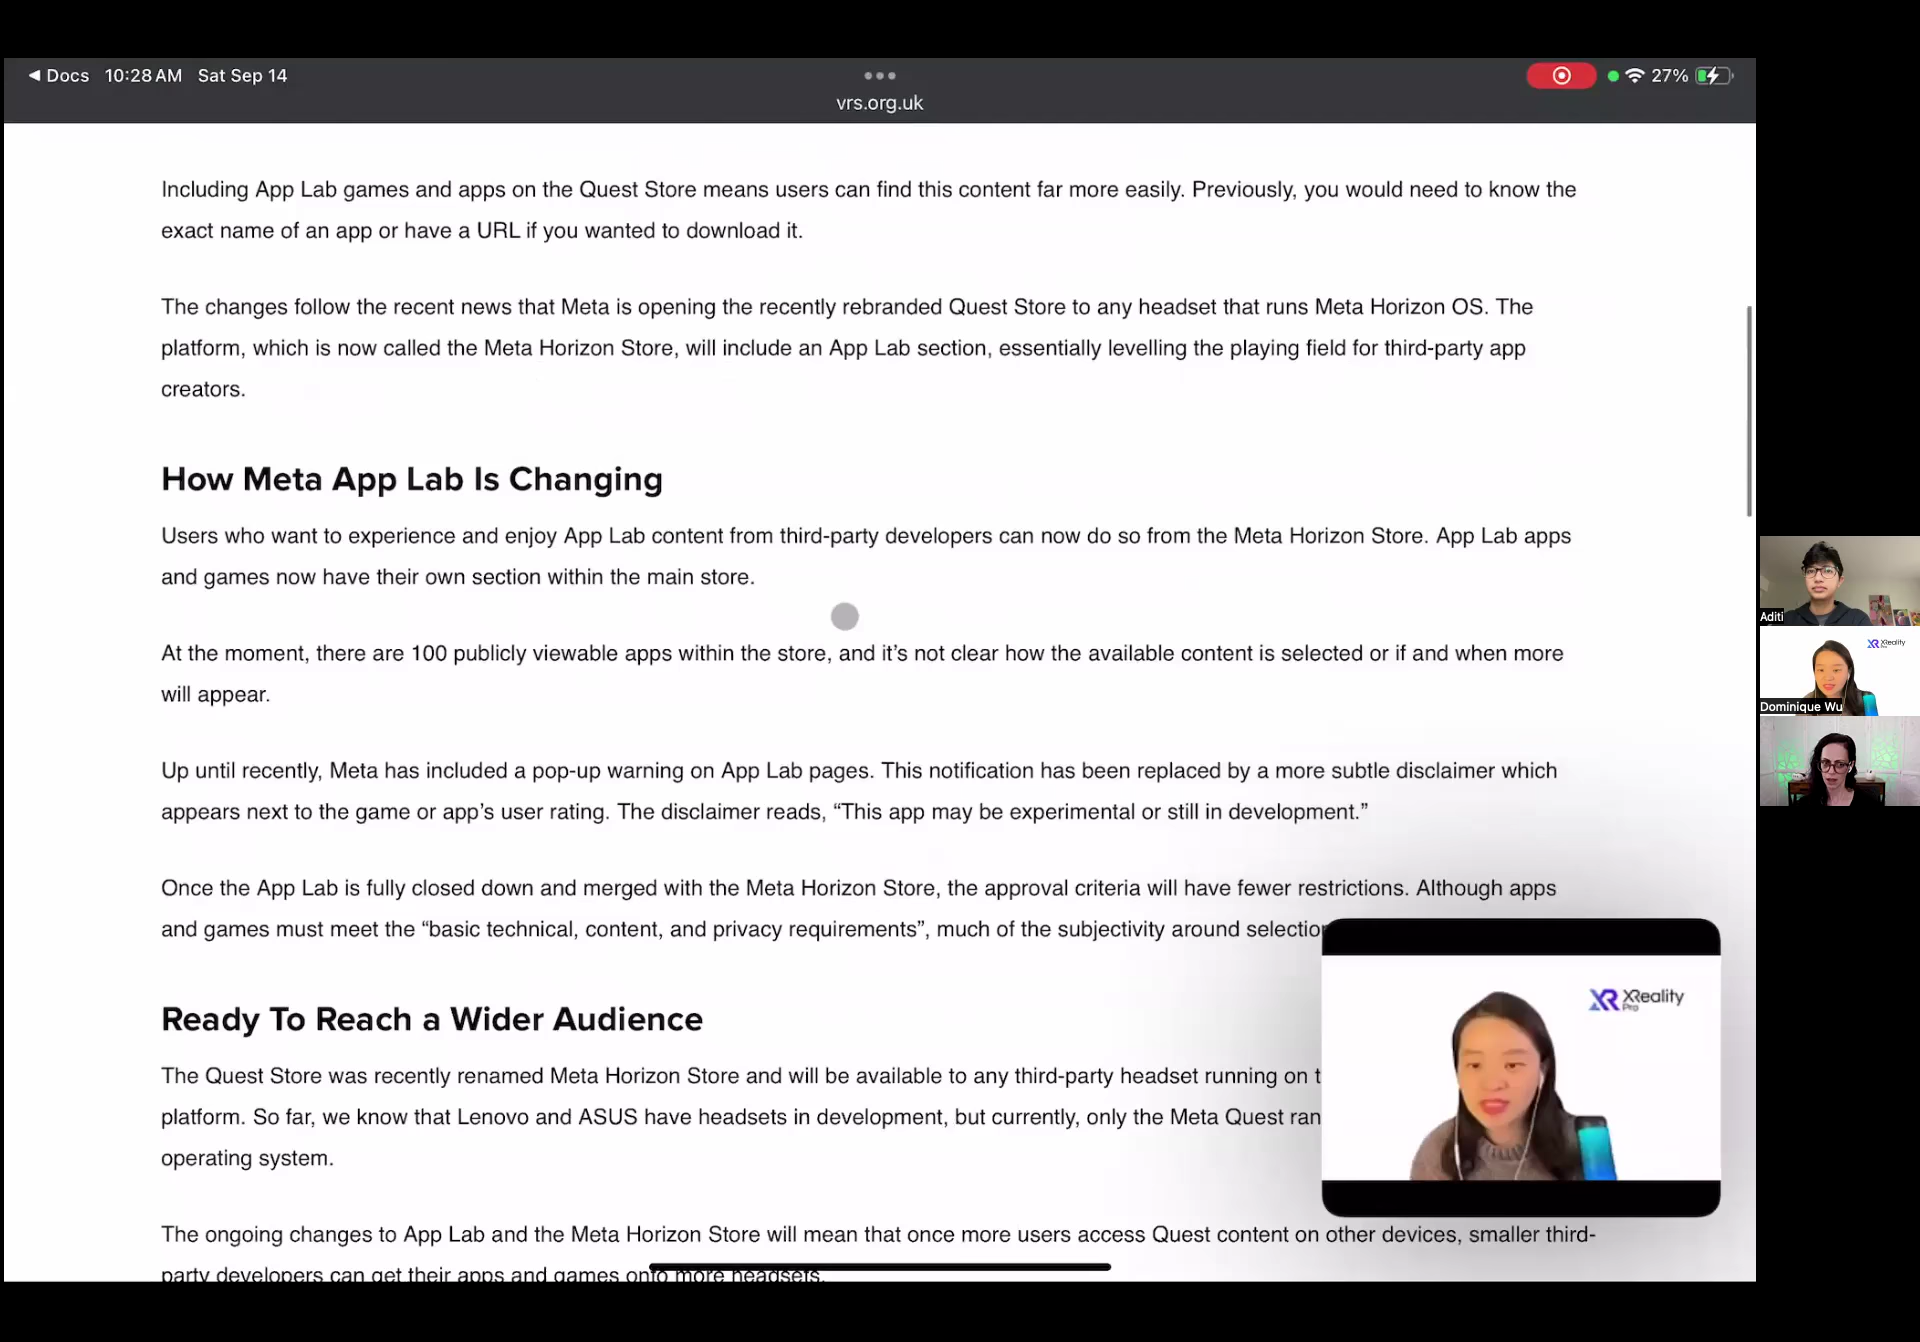 ◀ Docs 10:28 AM Sat Sep 14
27%
vrs.org.uk
Including App Lab games and apps on the Quest Store means users can find this content far more easily. Previously, you would need to know the
exact name of an app or have a URL if you wanted to download it.
The changes follow the recent news that Meta is opening the recently rebranded Quest Store to any headset that runs Meta Horizon OS. The
platform, which is now called the Meta Horizon Store, will include an App Lab section, essentially levelling the playing field for third-party app
creators.
How Meta App Lab Is Changing
Users who want to experience and enjoy App Lab content from third-party developers can now do so from the Meta Horizon Store. App Lab apps
and games now have their own section within the main store.
At the moment, there are 100 publicly viewable apps within the store, and it’s not clear how the available content is selected or if and when more
will appear.
Up until recently, Meta has included a pop-up warning on App Lab pages. This notification has been replaced by a more subtle disclaimer which
appears next to the game or app’s user rating. The disclaimer reads, “This app may be experimental or still in development.”
Once the App Lab is fully closed down and merged with the Meta Horizon Store, the approval criteria will have fewer restrictions. Although apps
and games must meet the “basic technical, content, and privacy requirements”, much of the subjectivity around selection
Ready To Reach a Wider Audience
The Quest Store was recently renamed Meta Horizon Store and will be available to any third-party headset running on t
platform. So far, we know that Lenovo and ASUS have headsets in development, but currently, only the Meta Quest ran
operating system.
The ongoing changes to App Lab and the Meta Horizon Store will mean that once more users access Quest content on other devices, smaller third-
party developers can get their apps and games onto more headsets.
XR XReality
Pro
Aditi
XR XReality
Pro
Dominique Wu